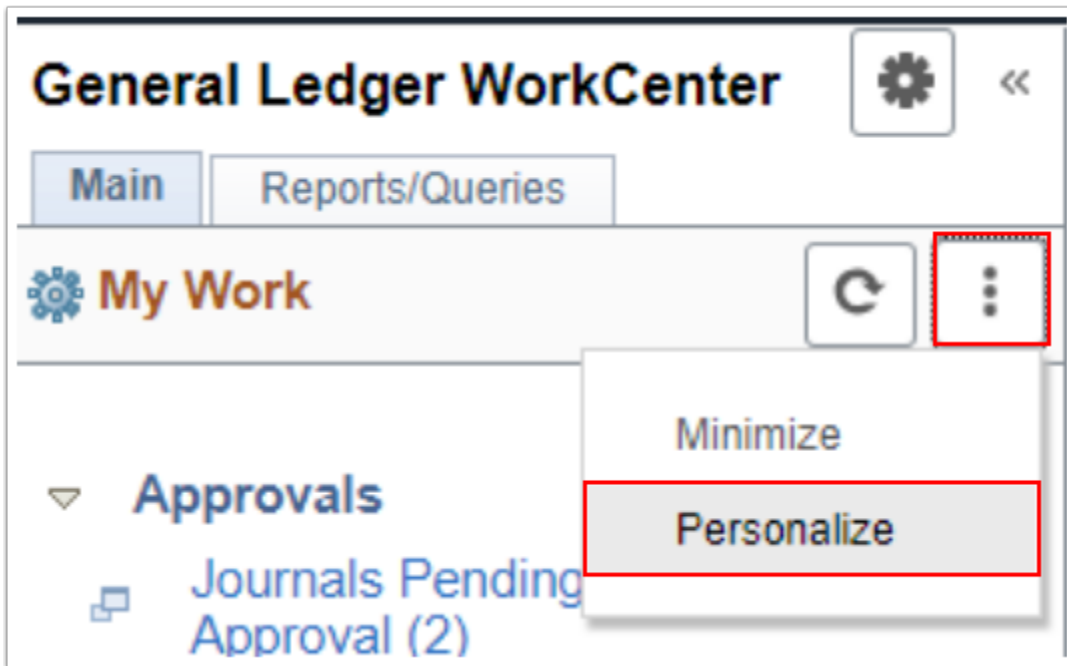 General Ledger WorkCenter
Main
Reports/Queries
My Work
Minimize
Approvals
Personalize
Journals Pending
Approval (2)